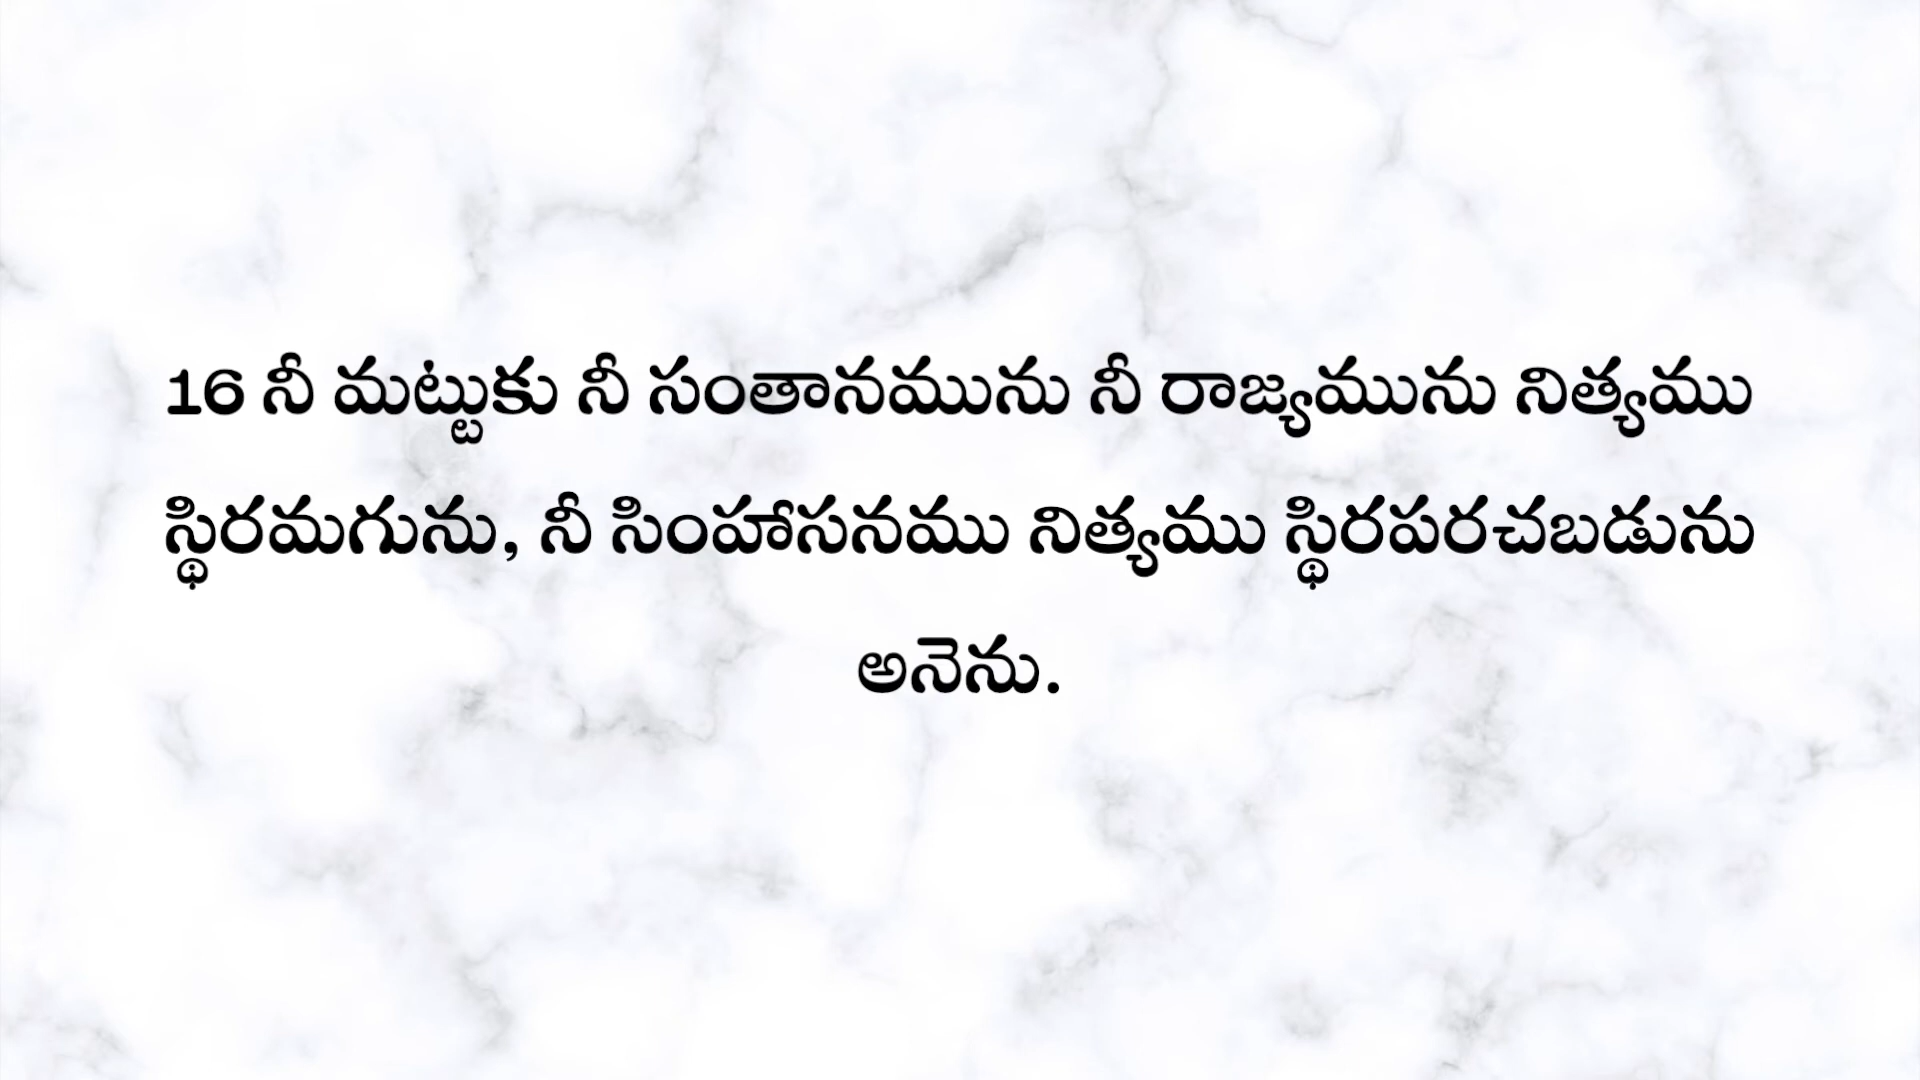 16 నీ మట్టుకు నీ సంతానమును నీ రాజ్యమును నిత్యము
స్థిరమగును, నీ సింహాసనము నిత్యము స్థిరపరచబడును
అనెను.